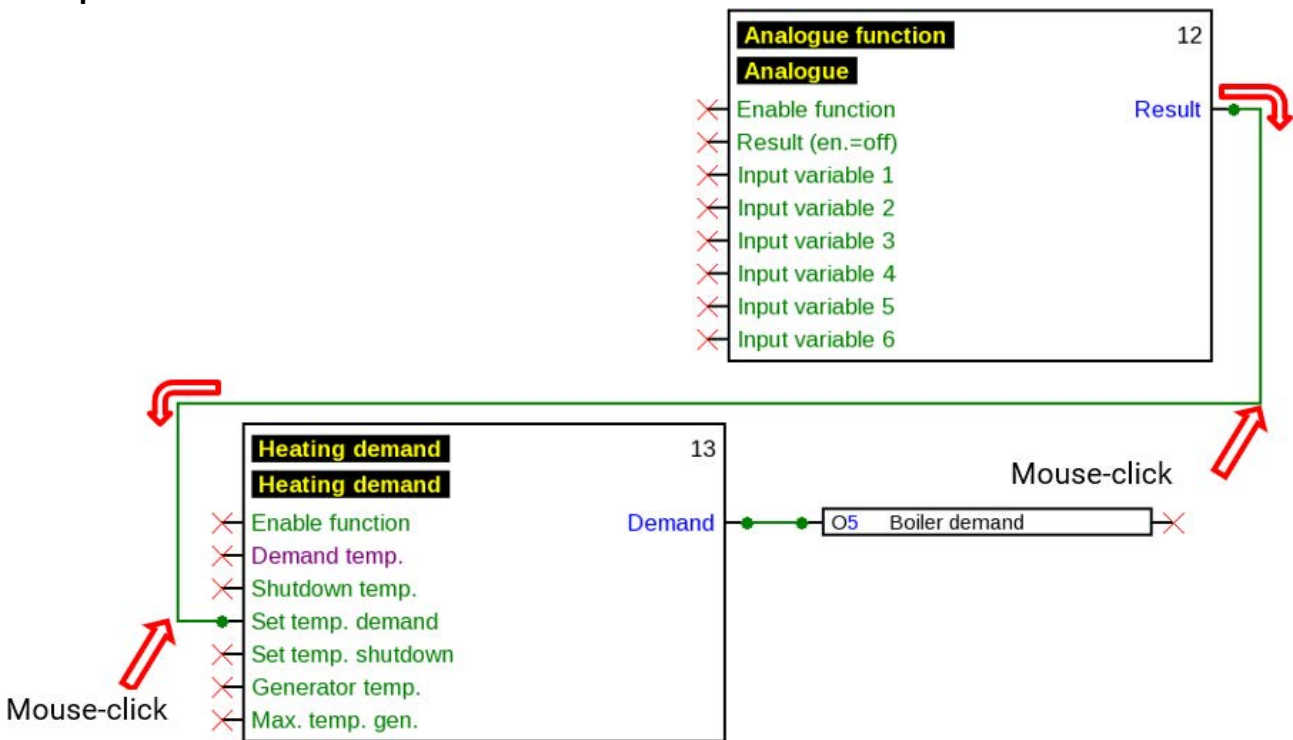 Analogue function 12
Analogue
Enable function Result
Result (en.=off)
Input variable 1
Input variable 2
Input variable 3
Input variable 4
Input variable 5
Input variable 6
Heating demand 13
Heating demand
Mouse-click
Enable function Demand O5 Boiler demand
Demand temp.
Shutdown temp.
Set temp. demand
Set temp. shutdown
Generator temp.
Mouse-click
Max. temp. gen.